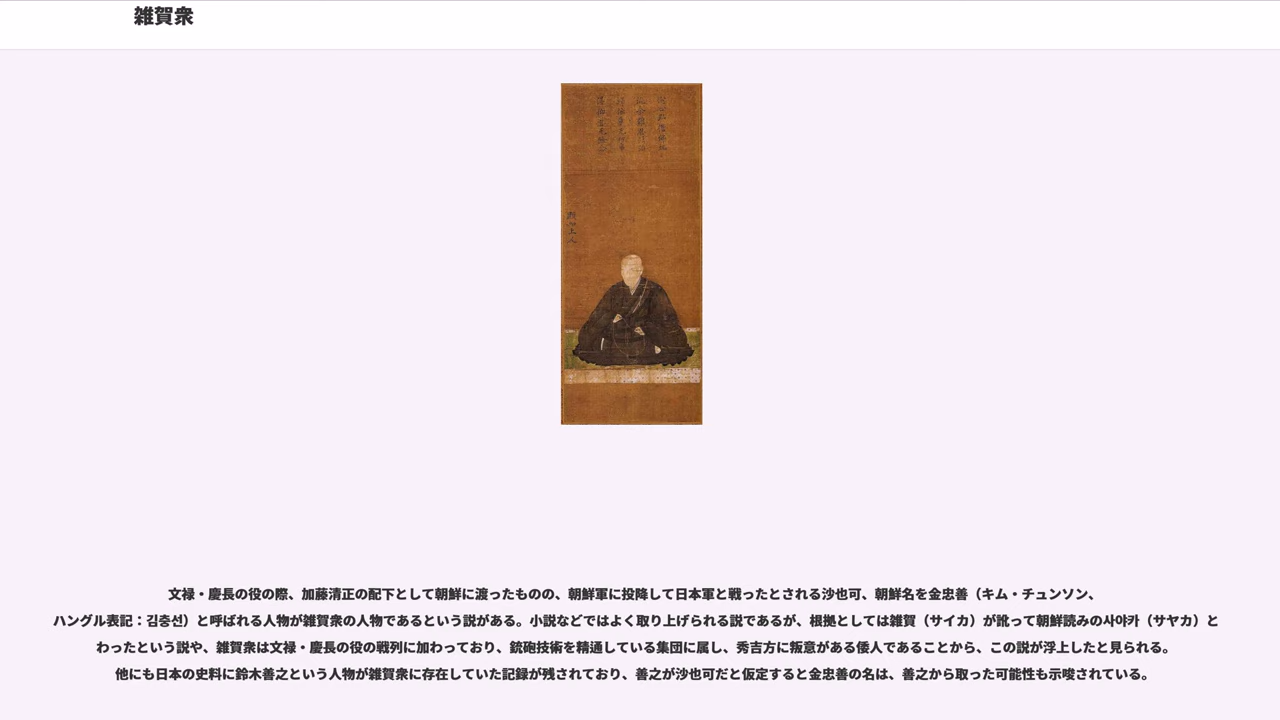 雑賀衆
顕如上人
文禄・慶長の役の際、加藤清正の配下として朝鮮に渡ったものの、朝鮮軍に投降して日本軍と戦ったとされる沙也可、朝鮮名を金忠善（キム・チュンソン、
ハングル表記：김충선）と呼ばれる人物が雑賀衆の人物であるという説がある。小説などではよく取り上げられる説であるが、根拠としては雑賀（サイカ）が訛って朝鮮読みの사야카（サヤカ）と
わったという説や、雑賀衆は文禄・慶長の役の戦列に加わっており、銃砲技術を精通している集団に属し、秀吉方に叛意がある倭人であることから、この説が浮上したと見られる。
他にも日本の史料に鈴木善之という人物が雑賀衆に存在していた記録が残されており、善之が沙也可だと仮定すると金忠善の名は、善之から取った可能性も示唆されている。